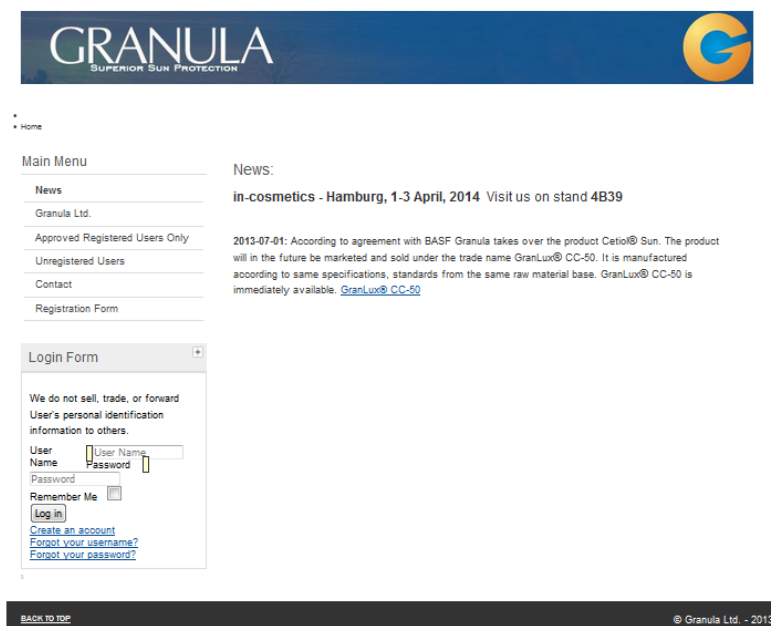 GRANULA
SUPERIOR SUN PROTECTION
Home
Main Menu
News
Granula Ltd.
Approved Registered Users Only
Unregistered Users
Contact
Registration Form
Login Form
We do not sell, trade, or forward
User's personal identification
information to others.
User Name
User Name
Password
Password
Remember Me
Log in
Create an account
Forgot your username?
Forgot your password?
News:
in-cosmetics - Hamburg, 1-3 April, 2014 Visit us on stand 4B39
2013-07-01: According to agreement with BASF Granula takes over the product Cetiol® Sun. The product
will in the future be marketed and sold under the trade name GranLux® CC-50. It is manufactured
according to same specifications, standards from the same raw material base. GranLux® CC-50 is
immediately available. GranLux® CC-50
BACK TO TOP
© Granula Ltd. - 2013